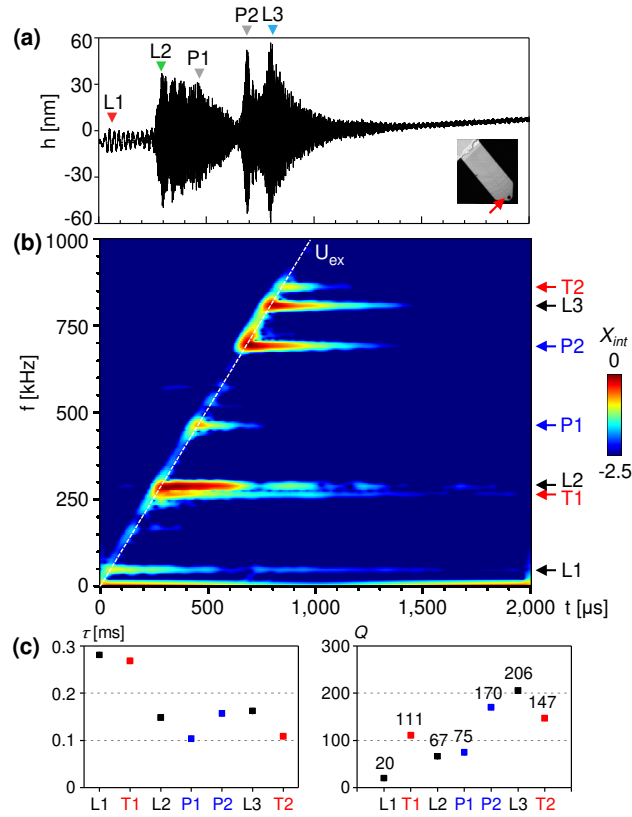 (a)
P2 L3
L2 P1
L1
h [nm]
60
30
0
-30
-60
(b)
U_ex
f [kHz]
1000
750
500
250
0
T2
L3
P2
P1
L2
T1
L1
X_int
0
-2.5
0 500 1,000 1,500 2,000 t [µs]
(c)
τ [ms]
0.3
0.2
0.1
0
L1 T1 L2 P1 P2 L3 T2
Q
300
200
100
0
20 111 67 75 170 206 147
L1 T1 L2 P1 P2 L3 T2